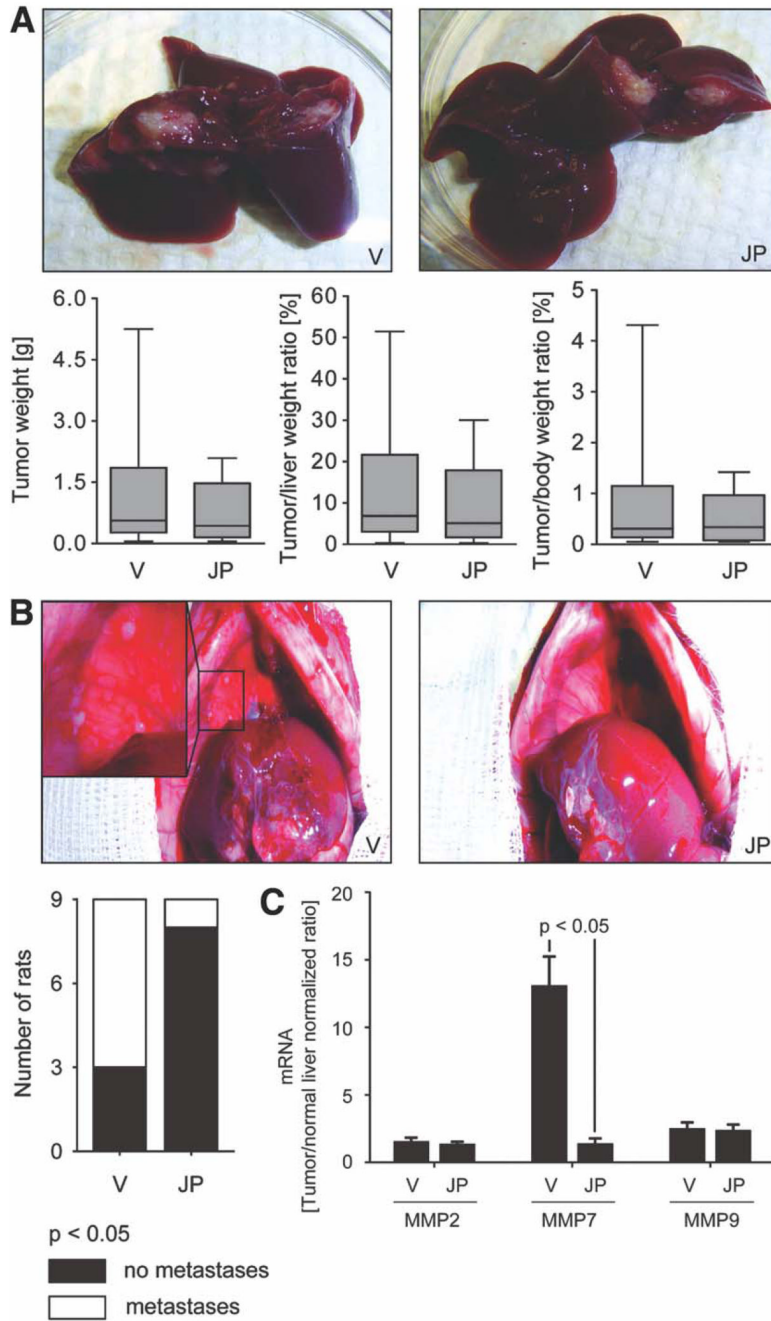 A
V
JP
Tumor weight [g]
6.0
4.5
3.0
1.5
0.0
V
JP
Tumor/liver weight ratio [%]
60
50
40
30
20
10
0
V
JP
Tumor/body weight ratio [%]
5
4
3
2
1
0
V
JP
B
V
JP
Number of rats
9
6
3
0
V
JP
p < 0.05
no metastases
metastases
C
mRNA
[Tumor/normal liver normalized ratio]
20
15
10
5
0
p < 0.05
V JP V JP V JP
MMP2 MMP7 MMP9